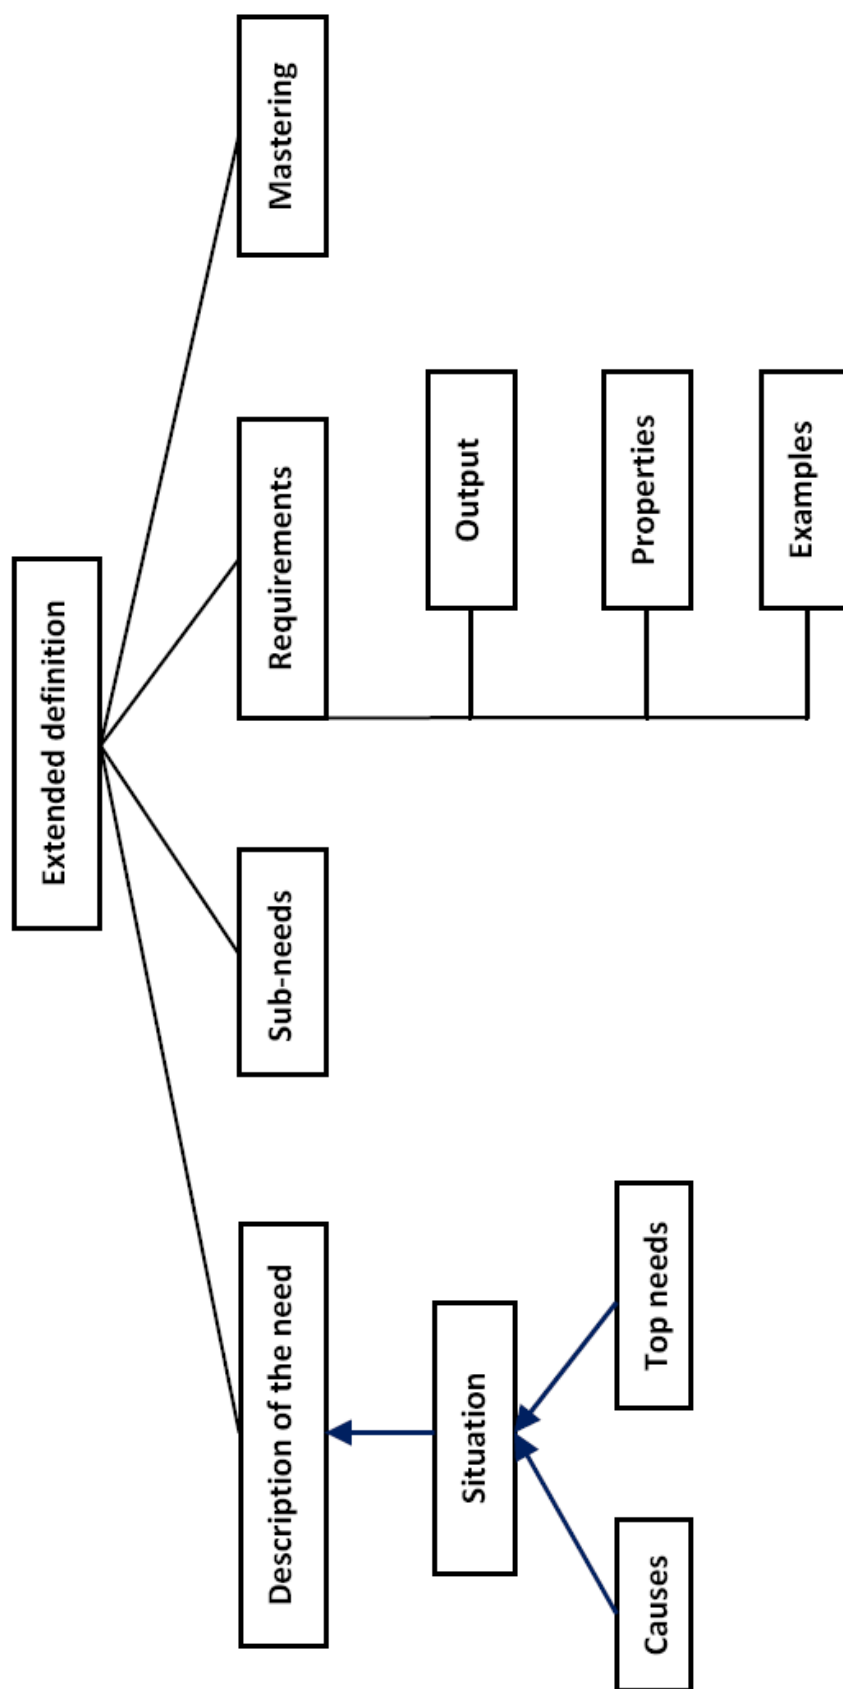 Extended definition
Description of the need
Sub-needs
Requirements
Mastering
Situation
Output
Causes
Top needs
Properties
Examples